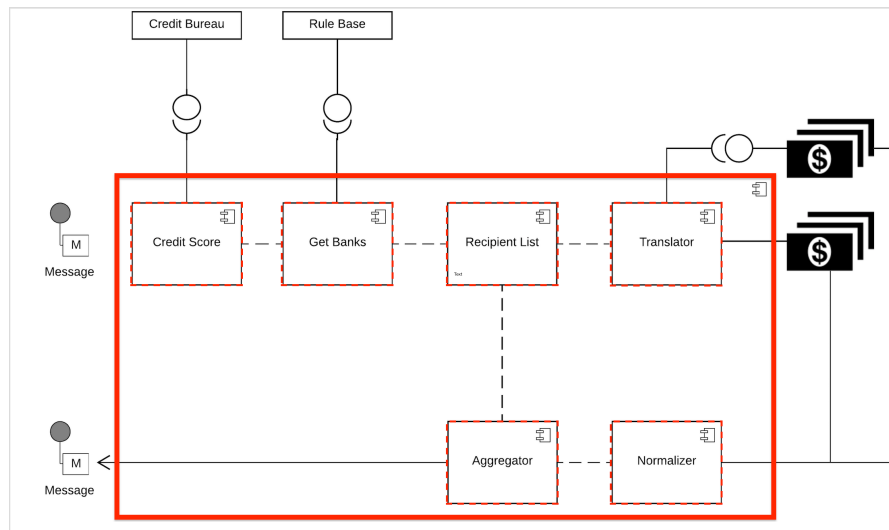 Credit Bureau
Rule Base
$
$
Credit Score
Get Banks
Recipient List
Translator
Text
M
Message
Aggregator
Normalizer
M
Message